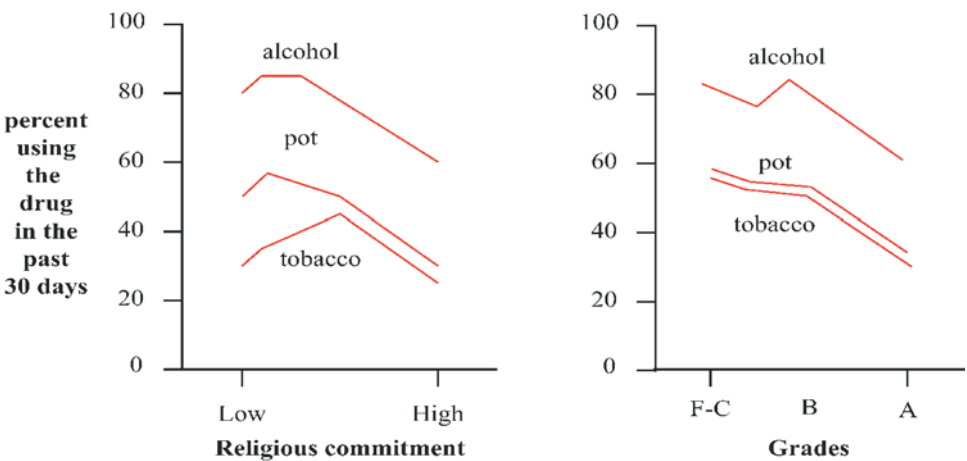 percent
using
the
drug
in the
past
30 days
100
80
60
40
20
0
alcohol
pot
tobacco
Low
High
Religious commitment
100
80
60
40
20
0
alcohol
pot
tobacco
F-C
B
A
Grades